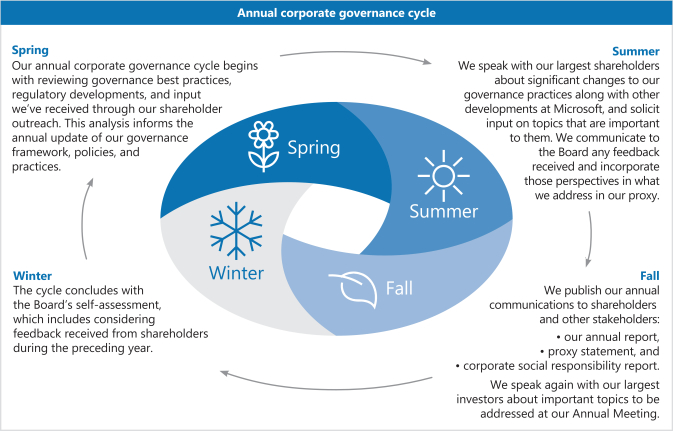 Annual corporate governance cycle
Spring
Our annual corporate governance cycle begins
with reviewing governance best practices,
regulatory developments, and input
we've received through our shareholder
outreach. This analysis informs the
annual update of our governance
framework, policies, and
practices.
Summer
We speak with our largest shareholders
about significant changes to our
governance practices along with other
developments at Microsoft, and solicit
input on topics that are important
to them. We communicate to
the Board any feedback
received and incorporate
those perspectives in what
we address in our proxy.
Spring
Summer
Winter
Fall
Winter
The cycle concludes with
the Board's self-assessment,
which includes considering
feedback received from shareholders
during the preceding year.
Fall
We publish our annual
communications to shareholders
and other stakeholders:
• our annual report,
• proxy statement, and
• corporate social responsibility report.
We speak again with our largest
investors about important topics to be
addressed at our Annual Meeting.